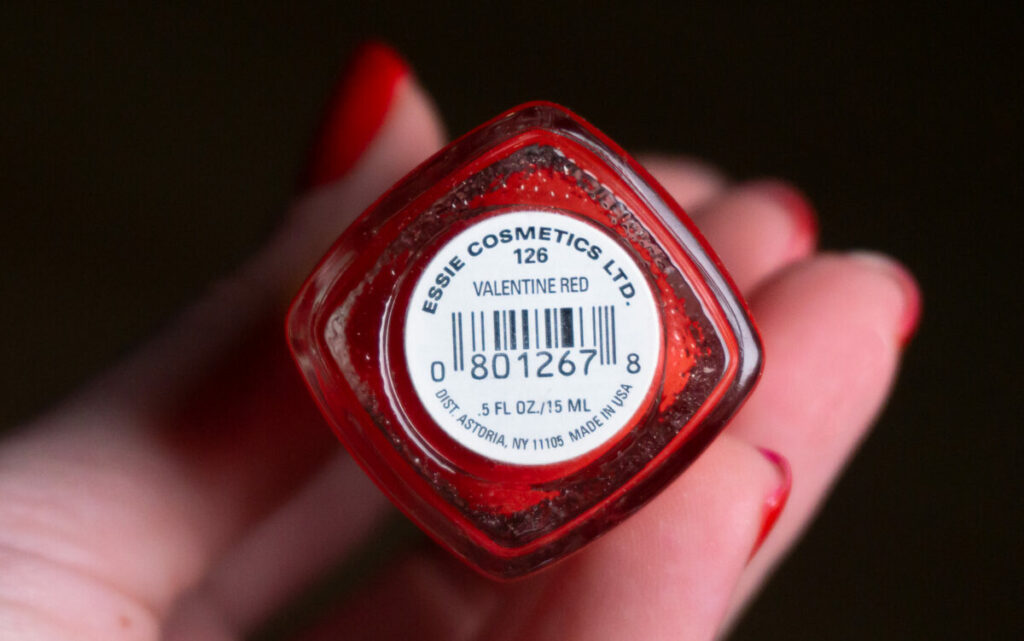 ESSIE COSMETICS LTD.
126
VALENTINE RED
0 801267 8
.5 FL OZ./15 ML
DIST. ASTORIA, NY 11105 MADE IN USA